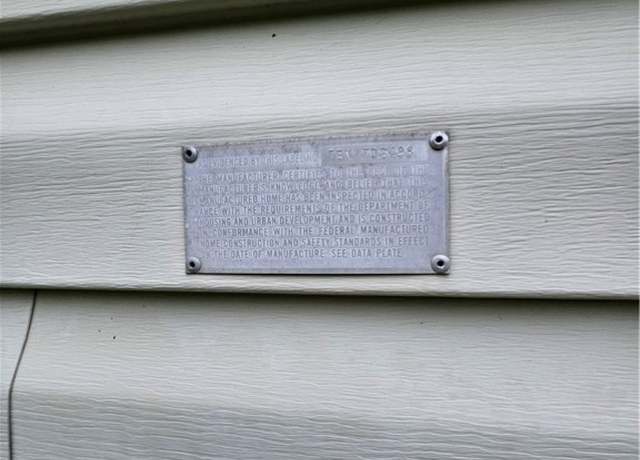 AS EVIDENCED BY THIS LABEL NO.
THE MANUFACTURER CERTIFIES TO THE BEST OF THE
MANUFACTURER'S KNOWLEDGE AND BELIEF THAT THIS
MANUFACTURED HOME HAS BEEN INSPECTED IN ACCORD-
ANCE WITH THE REQUIREMENTS OF THE DEPARTMENT OF
HOUSING AND URBAN DEVELOPMENT AND IS CONSTRUCTED
IN CONFORMANCE WITH THE FEDERAL MANUFACTURED
HOME CONSTRUCTION AND SAFETY STANDARDS IN EFFECT
ON THE DATE OF MANUFACTURE. SEE DATA PLATE.